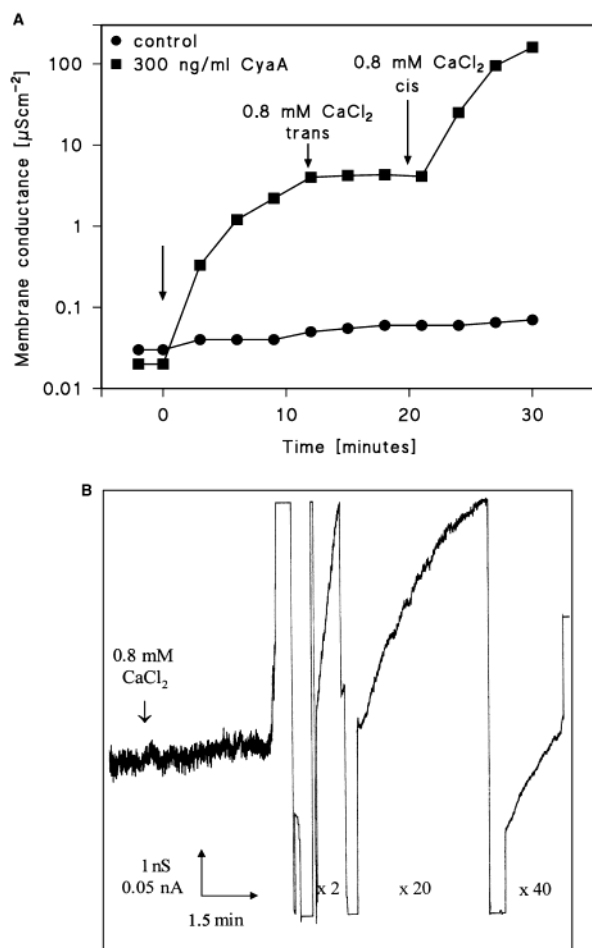 A
control
300 ng/ml CyaA
0.8 mM CaCl₂
cis
0.8 mM CaCl₂
trans
Membrane conductance [µScm⁻²]
100
10
1
0.1
0.01
0
10
20
30
Time [minutes]
B
0.8 mM
CaCl₂
1 nS
0.05 nA
1.5 min
x 2
x 20
x 40